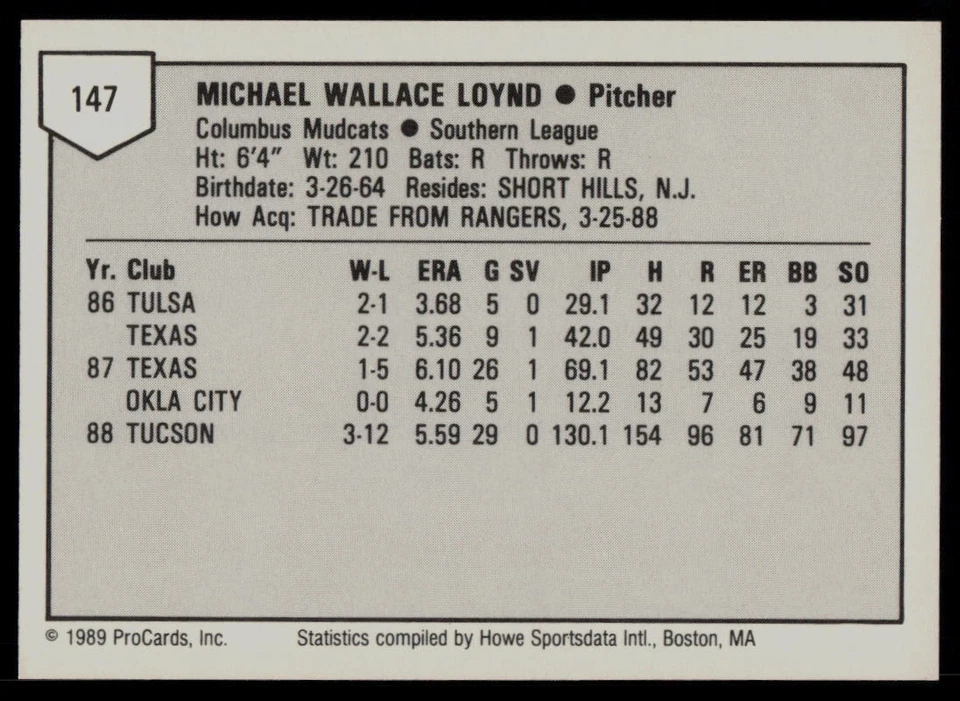 147
MICHAEL WALLACE LOYND ● Pitcher
Columbus Mudcats ● Southern League
Ht: 6'4" Wt: 210 Bats: R Throws: R
Birthdate: 3-26-64 Resides: SHORT HILLS, N.J.
How Acq: TRADE FROM RANGERS, 3-25-88
Yr. Club W-L ERA G SV IP H R ER BB SO
86 TULSA 2-1 3.68 5 0 29.1 32 12 12 3 31
TEXAS 2-2 5.36 9 1 42.0 49 30 25 19 33
87 TEXAS 1-5 6.10 26 1 69.1 82 53 47 38 48
OKLA CITY 0-0 4.26 5 1 12.2 13 7 6 9 11
88 TUCSON 3-12 5.59 29 0 130.1 154 96 81 71 97
© 1989 ProCards, Inc. Statistics compiled by Howe Sportsdata Intl., Boston, MA